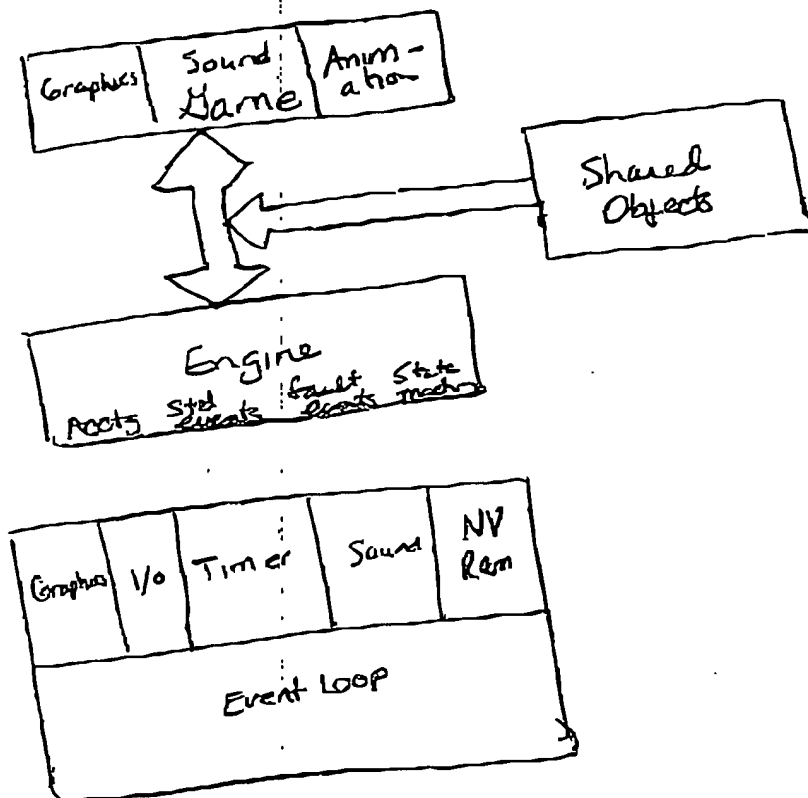 Graphics
Sound
Game
Anim-
ation
Shared
Objects
Engine
Accts
Std
events
fault
events
State
machine
Graphics
I/o
Timer
Sound
NV
Ram
Event Loop